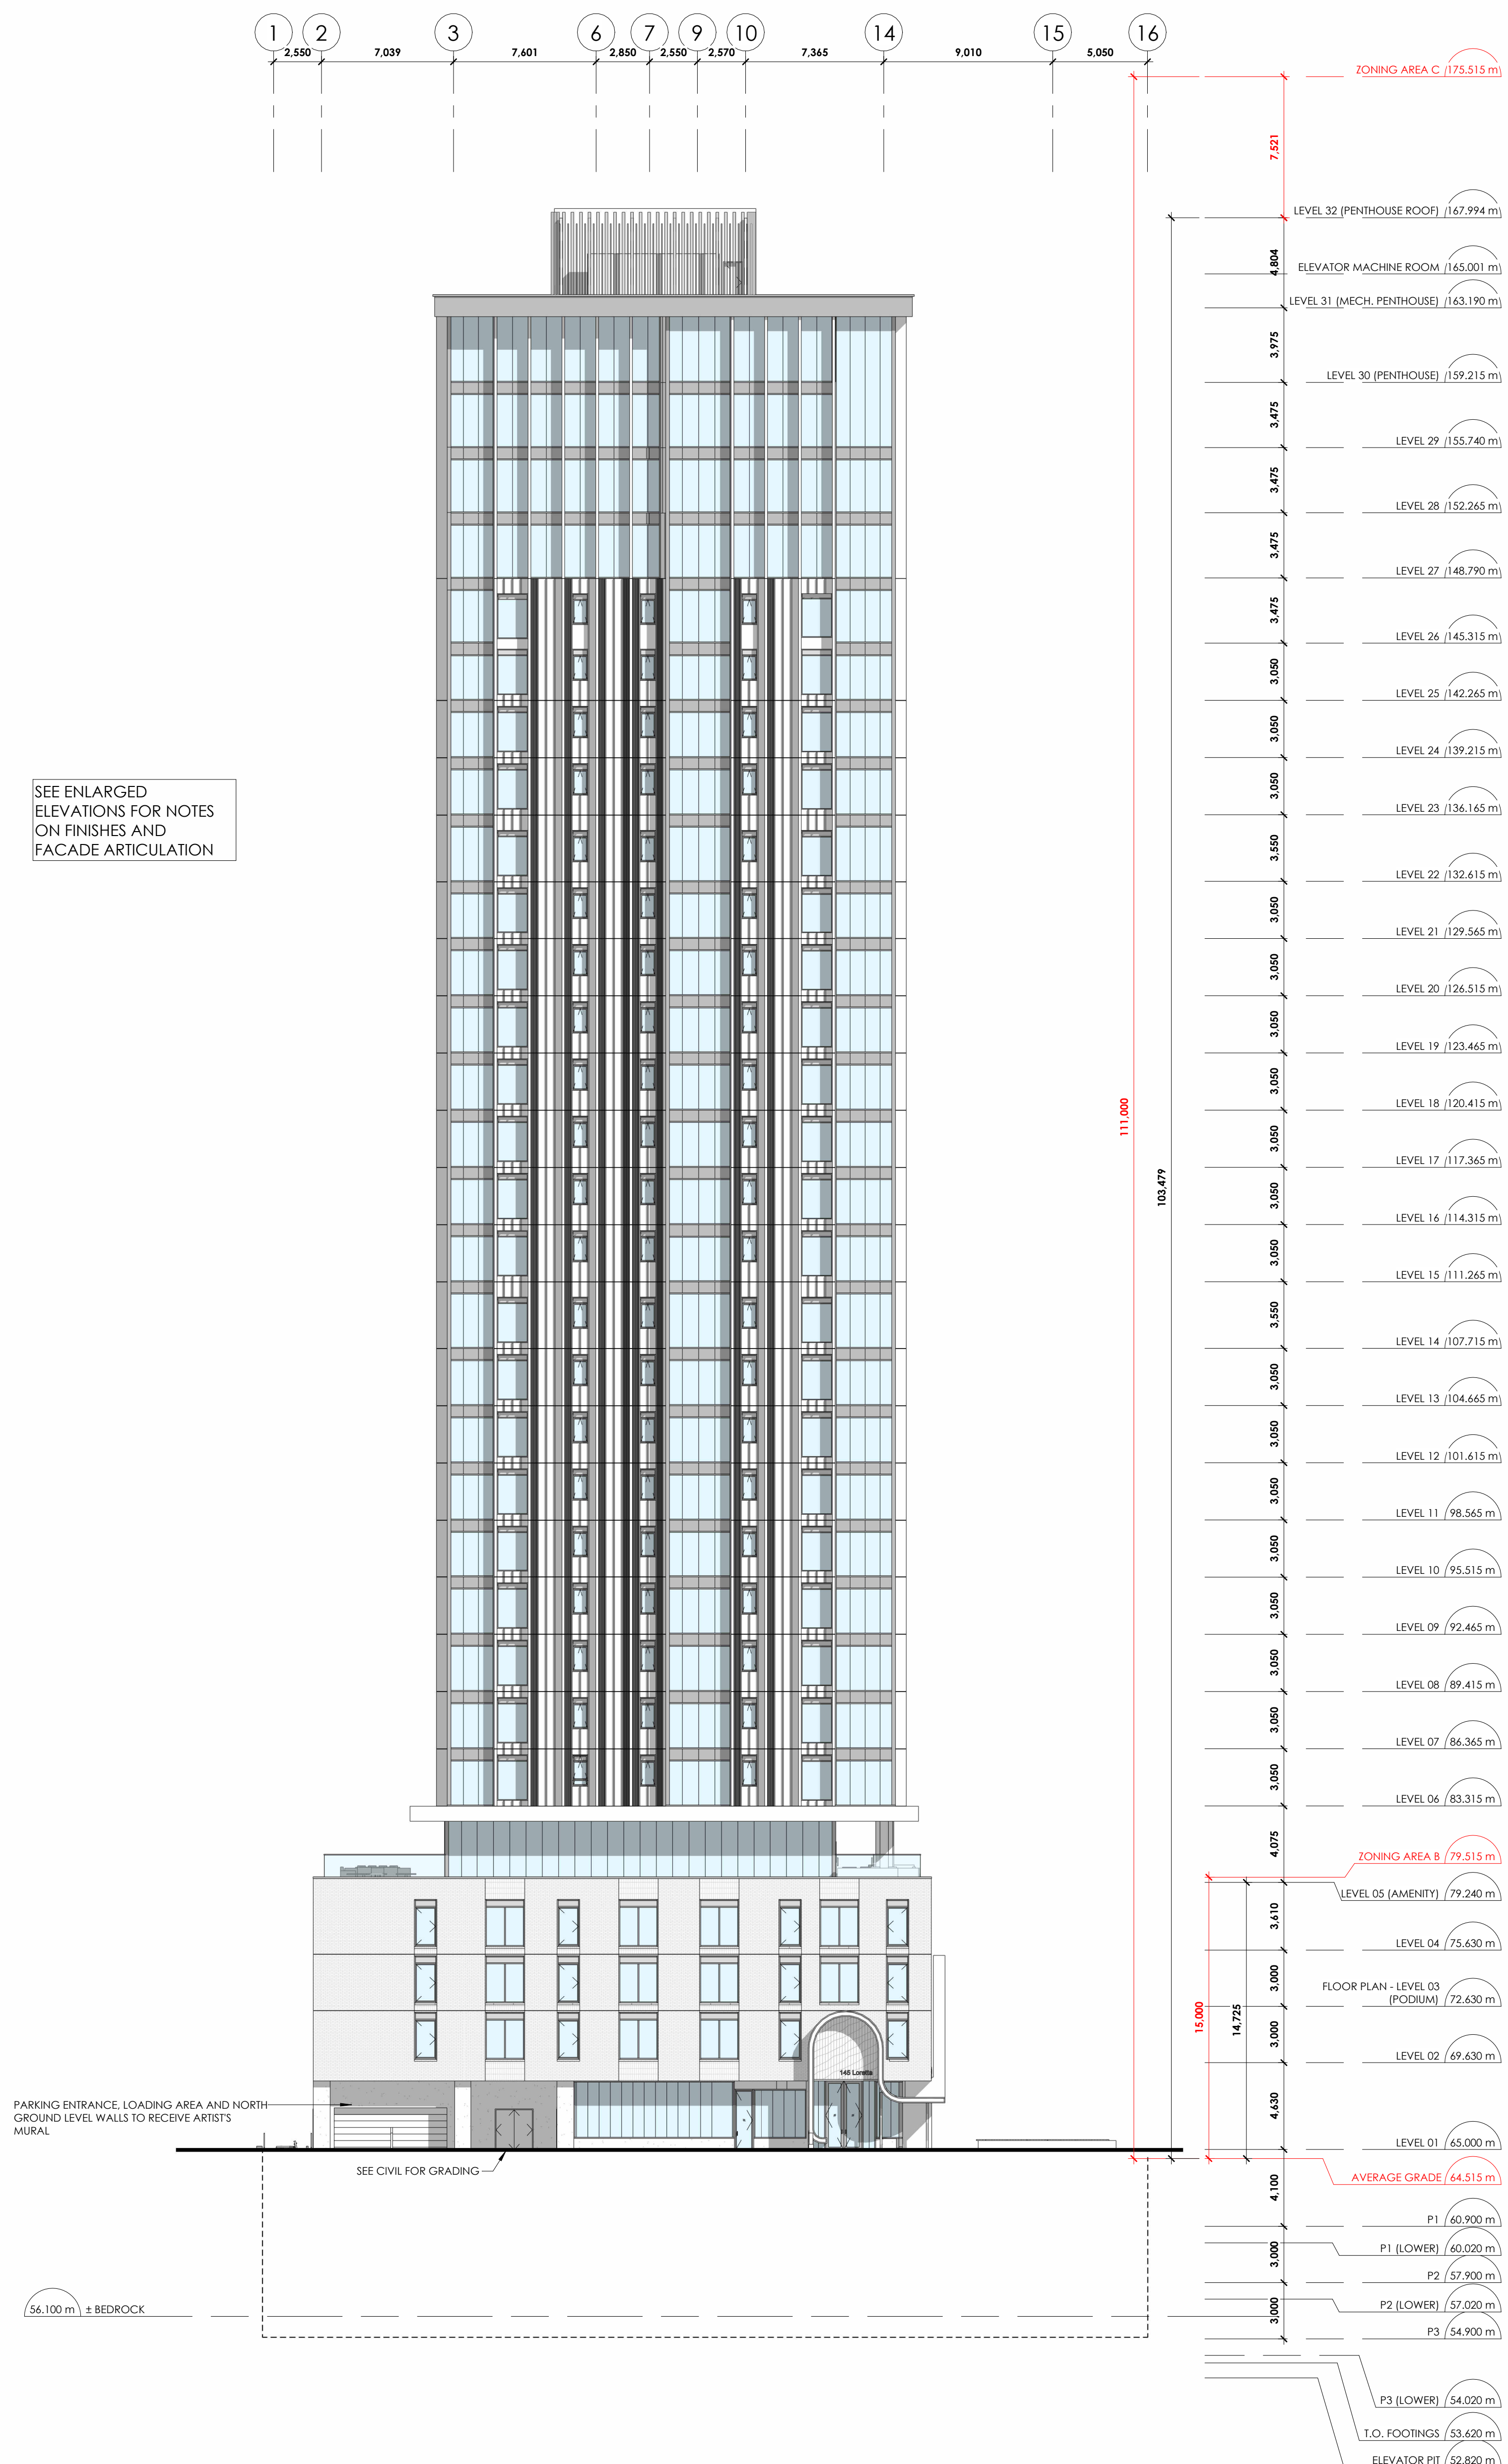 1 2 3 6 7 9 10 14 15 16
2,550 7,039 7,601 2,850 2,550 2,570 7,365 9,010 5,050
ZONING AREA C 175.515 m
7,521
LEVEL 32 (PENTHOUSE ROOF) 167.994 m
4,804
ELEVATOR MACHINE ROOM 165.001 m
LEVEL 31 (MECH. PENTHOUSE) 163.190 m
3,975
LEVEL 30 (PENTHOUSE) 159.215 m
3,475
LEVEL 29 155.740 m
3,475
LEVEL 28 152.265 m
3,475
LEVEL 27 148.790 m
3,475
LEVEL 26 145.315 m
3,050
LEVEL 25 142.265 m
3,050
LEVEL 24 139.215 m
3,050
SEE ENLARGED
ELEVATIONS FOR NOTES
ON FINISHES AND
FACADE ARTICULATION
LEVEL 23 136.165 m
3,550
LEVEL 22 132.615 m
3,050
LEVEL 21 129.565 m
3,050
LEVEL 20 126.515 m
3,050
LEVEL 19 123.465 m
3,050
LEVEL 18 120.415 m
111,000
3,050
LEVEL 17 117.365 m
103,479
3,050
LEVEL 16 114.315 m
3,050
LEVEL 15 111.265 m
3,550
LEVEL 14 107.715 m
3,050
LEVEL 13 104.665 m
3,050
LEVEL 12 101.615 m
3,050
LEVEL 11 98.565 m
3,050
LEVEL 10 95.515 m
3,050
LEVEL 09 92.465 m
3,050
LEVEL 08 89.415 m
3,050
LEVEL 07 86.365 m
3,050
LEVEL 06 83.315 m
4,075
ZONING AREA B 79.515 m
LEVEL 05 (AMENITY) 79.240 m
3,610
LEVEL 04 75.630 m
3,000
FLOOR PLAN - LEVEL 03
(PODIUM) 72.630 m
15,000
14,725
3,000
LEVEL 02 69.630 m
145 Loretta
4,630
PARKING ENTRANCE, LOADING AREA AND NORTH
GROUND LEVEL WALLS TO RECEIVE ARTIST'S
MURAL
LEVEL 01 65.000 m
SEE CIVIL FOR GRADING
AVERAGE GRADE 64.515 m
4,100
P1 60.900 m
P1 (LOWER) 60.020 m
3,000
P2 57.900 m
P2 (LOWER) 57.020 m
3,000
56.100 m ± BEDROCK
P3 54.900 m
P3 (LOWER) 54.020 m
T.O. FOOTINGS 53.620 m
ELEVATOR PIT 52.820 m